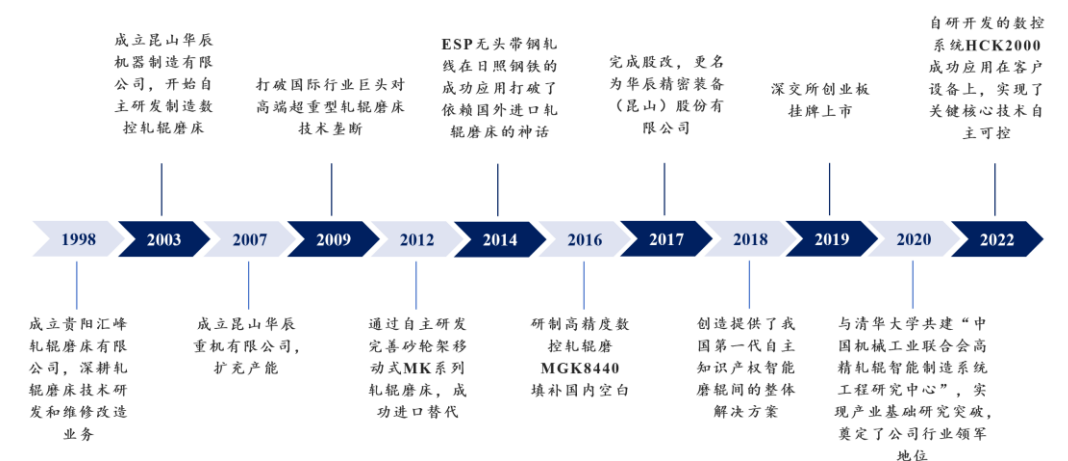 成立昆山华辰
机器制造有限
公司，开始自
主研发制造数
控轧辊磨床
打破国际行业巨头对
高端超重型轧辊磨床
技术垄断
ESP无头带钢轧
线在日照钢铁的
成功应用打破了
依赖国外进口轧
辊磨床的神话
完成股改，更名
为华辰精密装备
（昆山）股份有
限公司
深交所创业板
挂牌上市
自研开发的数控
系统HCK2000
成功应用在客户
设备上，实现了
关键核心技术自
主可控
1998
2003
2007
2009
2012
2014
2016
2017
2018
2019
2020
2022
成立贵阳汇峰
轧辊磨床有限
公司，深耕轧
辊磨床技术研
发和维修改造
业务
成立昆山华辰
重机有限公司，
扩充产能
通过自主研发
完善砂轮架移
动式MK系列
轧辊磨床，成
功进口替代
研制高精度数
控轧辊磨
MGK8440
填补国内空白
创造提供了我
国第一代自主
知识产权智能
磨辊间的整体
解决方案
与清华大学共建“中
国机械工业联合会高
精轧辊智能制造系统
工程研究中心”，实
现产业基础研究突破，
奠定了公司行业领军
地位